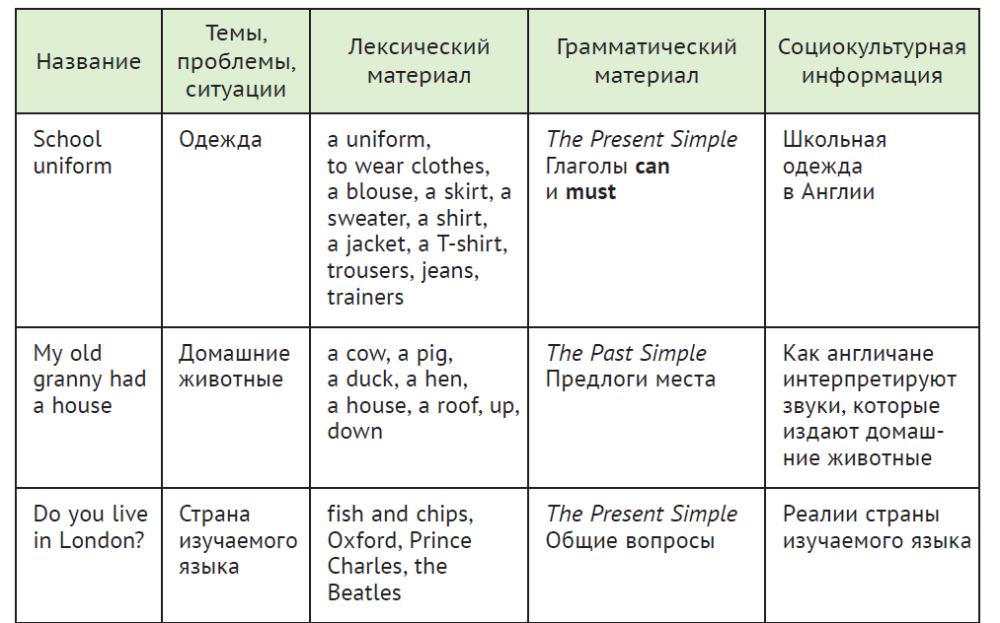 Название
Темы,
проблемы,
ситуации
Лексический
материал
Грамматический
материал
Социокультурная
информация
School
uniform
Одежда
a uniform,
to wear clothes,
a blouse, a skirt, a
sweater, a shirt,
a jacket, a T-shirt,
trousers, jeans,
trainers
The Present Simple
Глаголы can
и must
Школьная
одежда
в Англии
My old
granny had
a house
Домашние
животные
a cow, a pig,
a duck, a hen,
a house, a roof, up,
down
The Past Simple
Предлоги места
Как англичане
интерпретируют
звуки, которые
издают домаш-
ние животные
Do you live
in London?
Страна
изучаемого
языка
fish and chips,
Oxford, Prince
Charles, the
Beatles
The Present Simple
Общие вопросы
Реалии страны
изучаемого языка